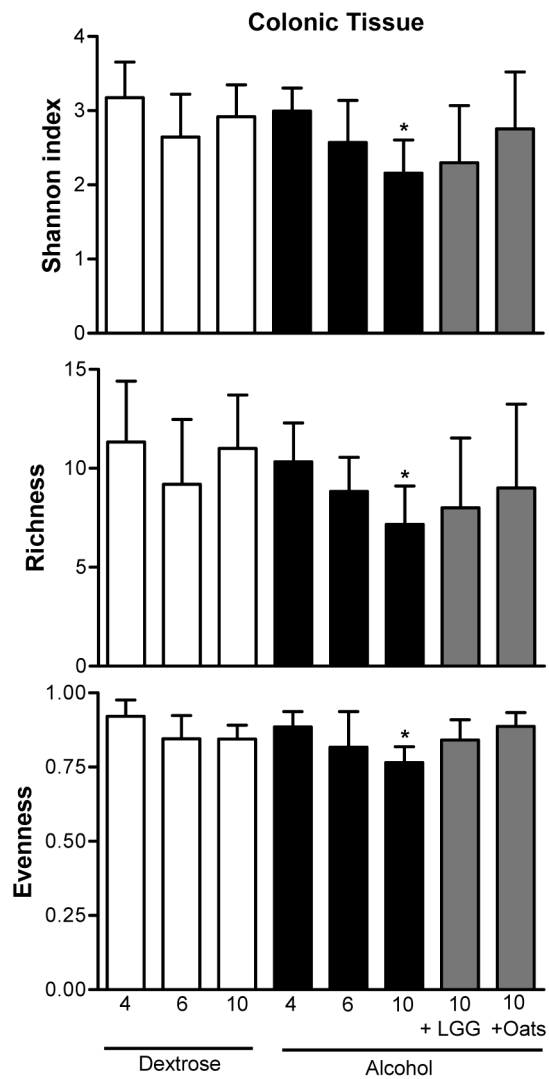 Colonic Tissue
Shannon index
4
3
2
*
1
0
Richness
15
10
*
5
0
Evenness
1.00
*
0.75
0.50
0.25
0.00
4 6 10 4 6 10 10 10
+ LGG +Oats
Dextrose Alcohol